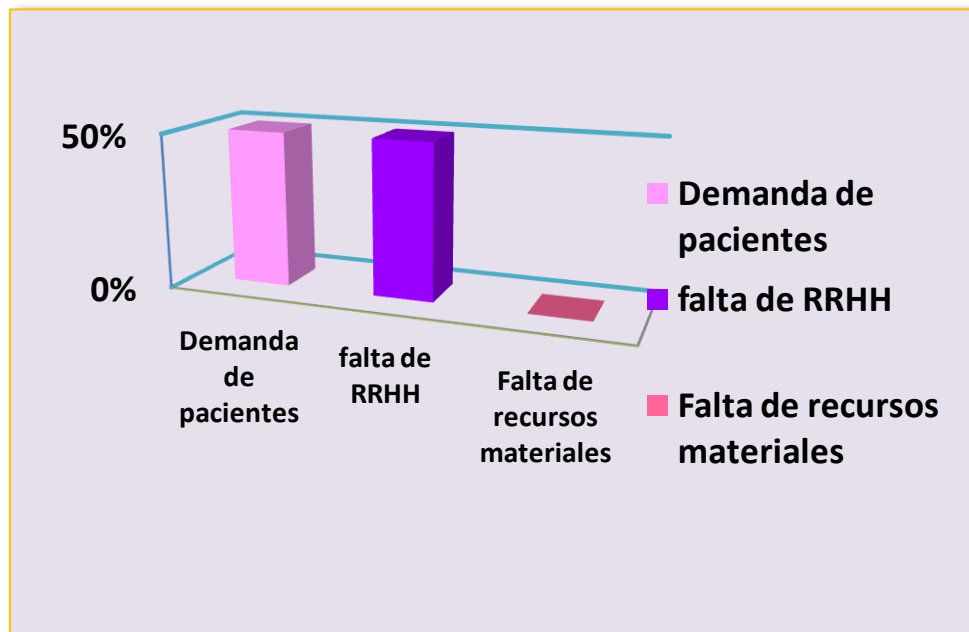 50%
0%
Demanda
de
pacientes
falta de
RRHH
Falta de
recursos
materiales
Demanda de
pacientes
falta de RRHH
Falta de recursos
materiales